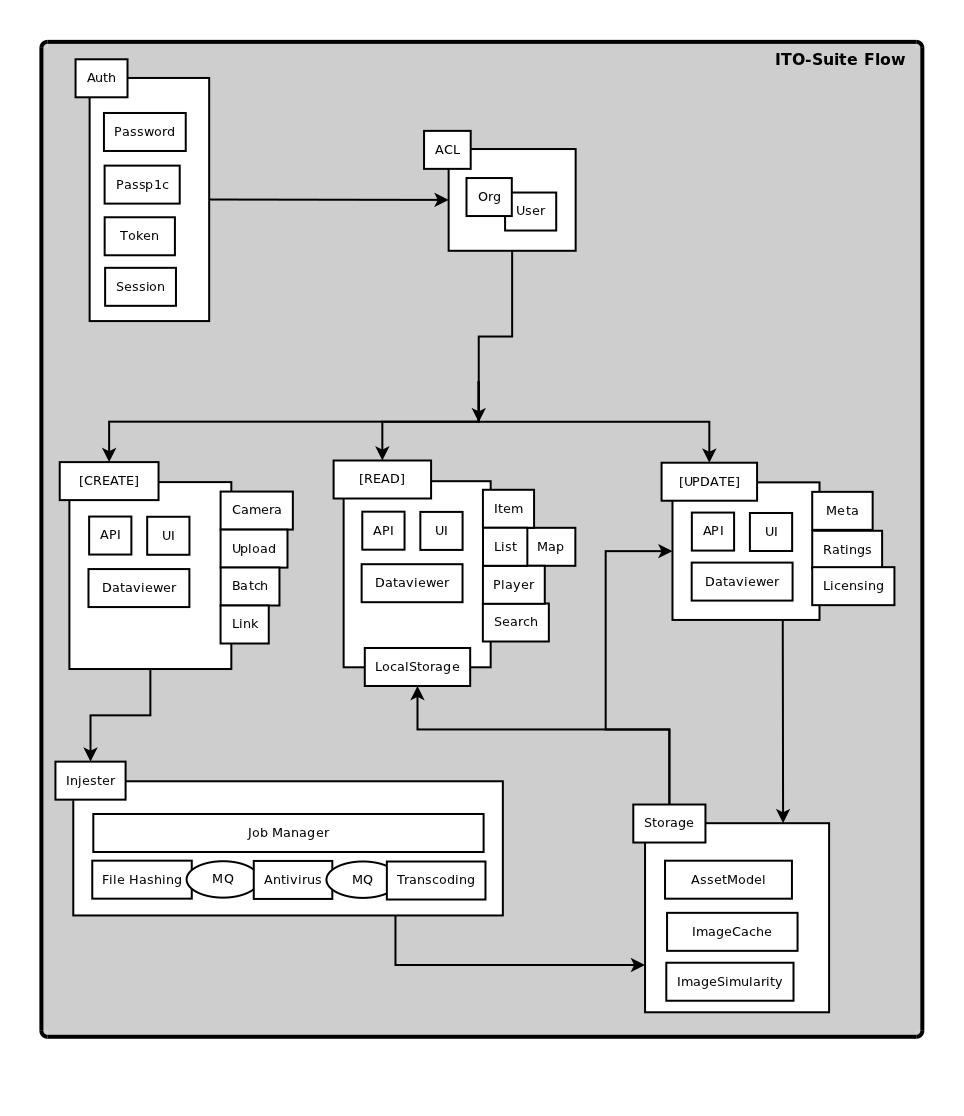 ITO-Suite Flow
Auth
Password
Passp1c
Token
Session
ACL
Org
User
[CREATE]
API
UI
Dataviewer
Camera
Upload
Batch
Link
[READ]
API
UI
Dataviewer
LocalStorage
Item
List
Map
Player
Search
[UPDATE]
API
UI
Dataviewer
Meta
Ratings
Licensing
Injester
Job Manager
File Hashing
MQ
Antivirus
MQ
Transcoding
Storage
AssetModel
ImageCache
ImageSimularity